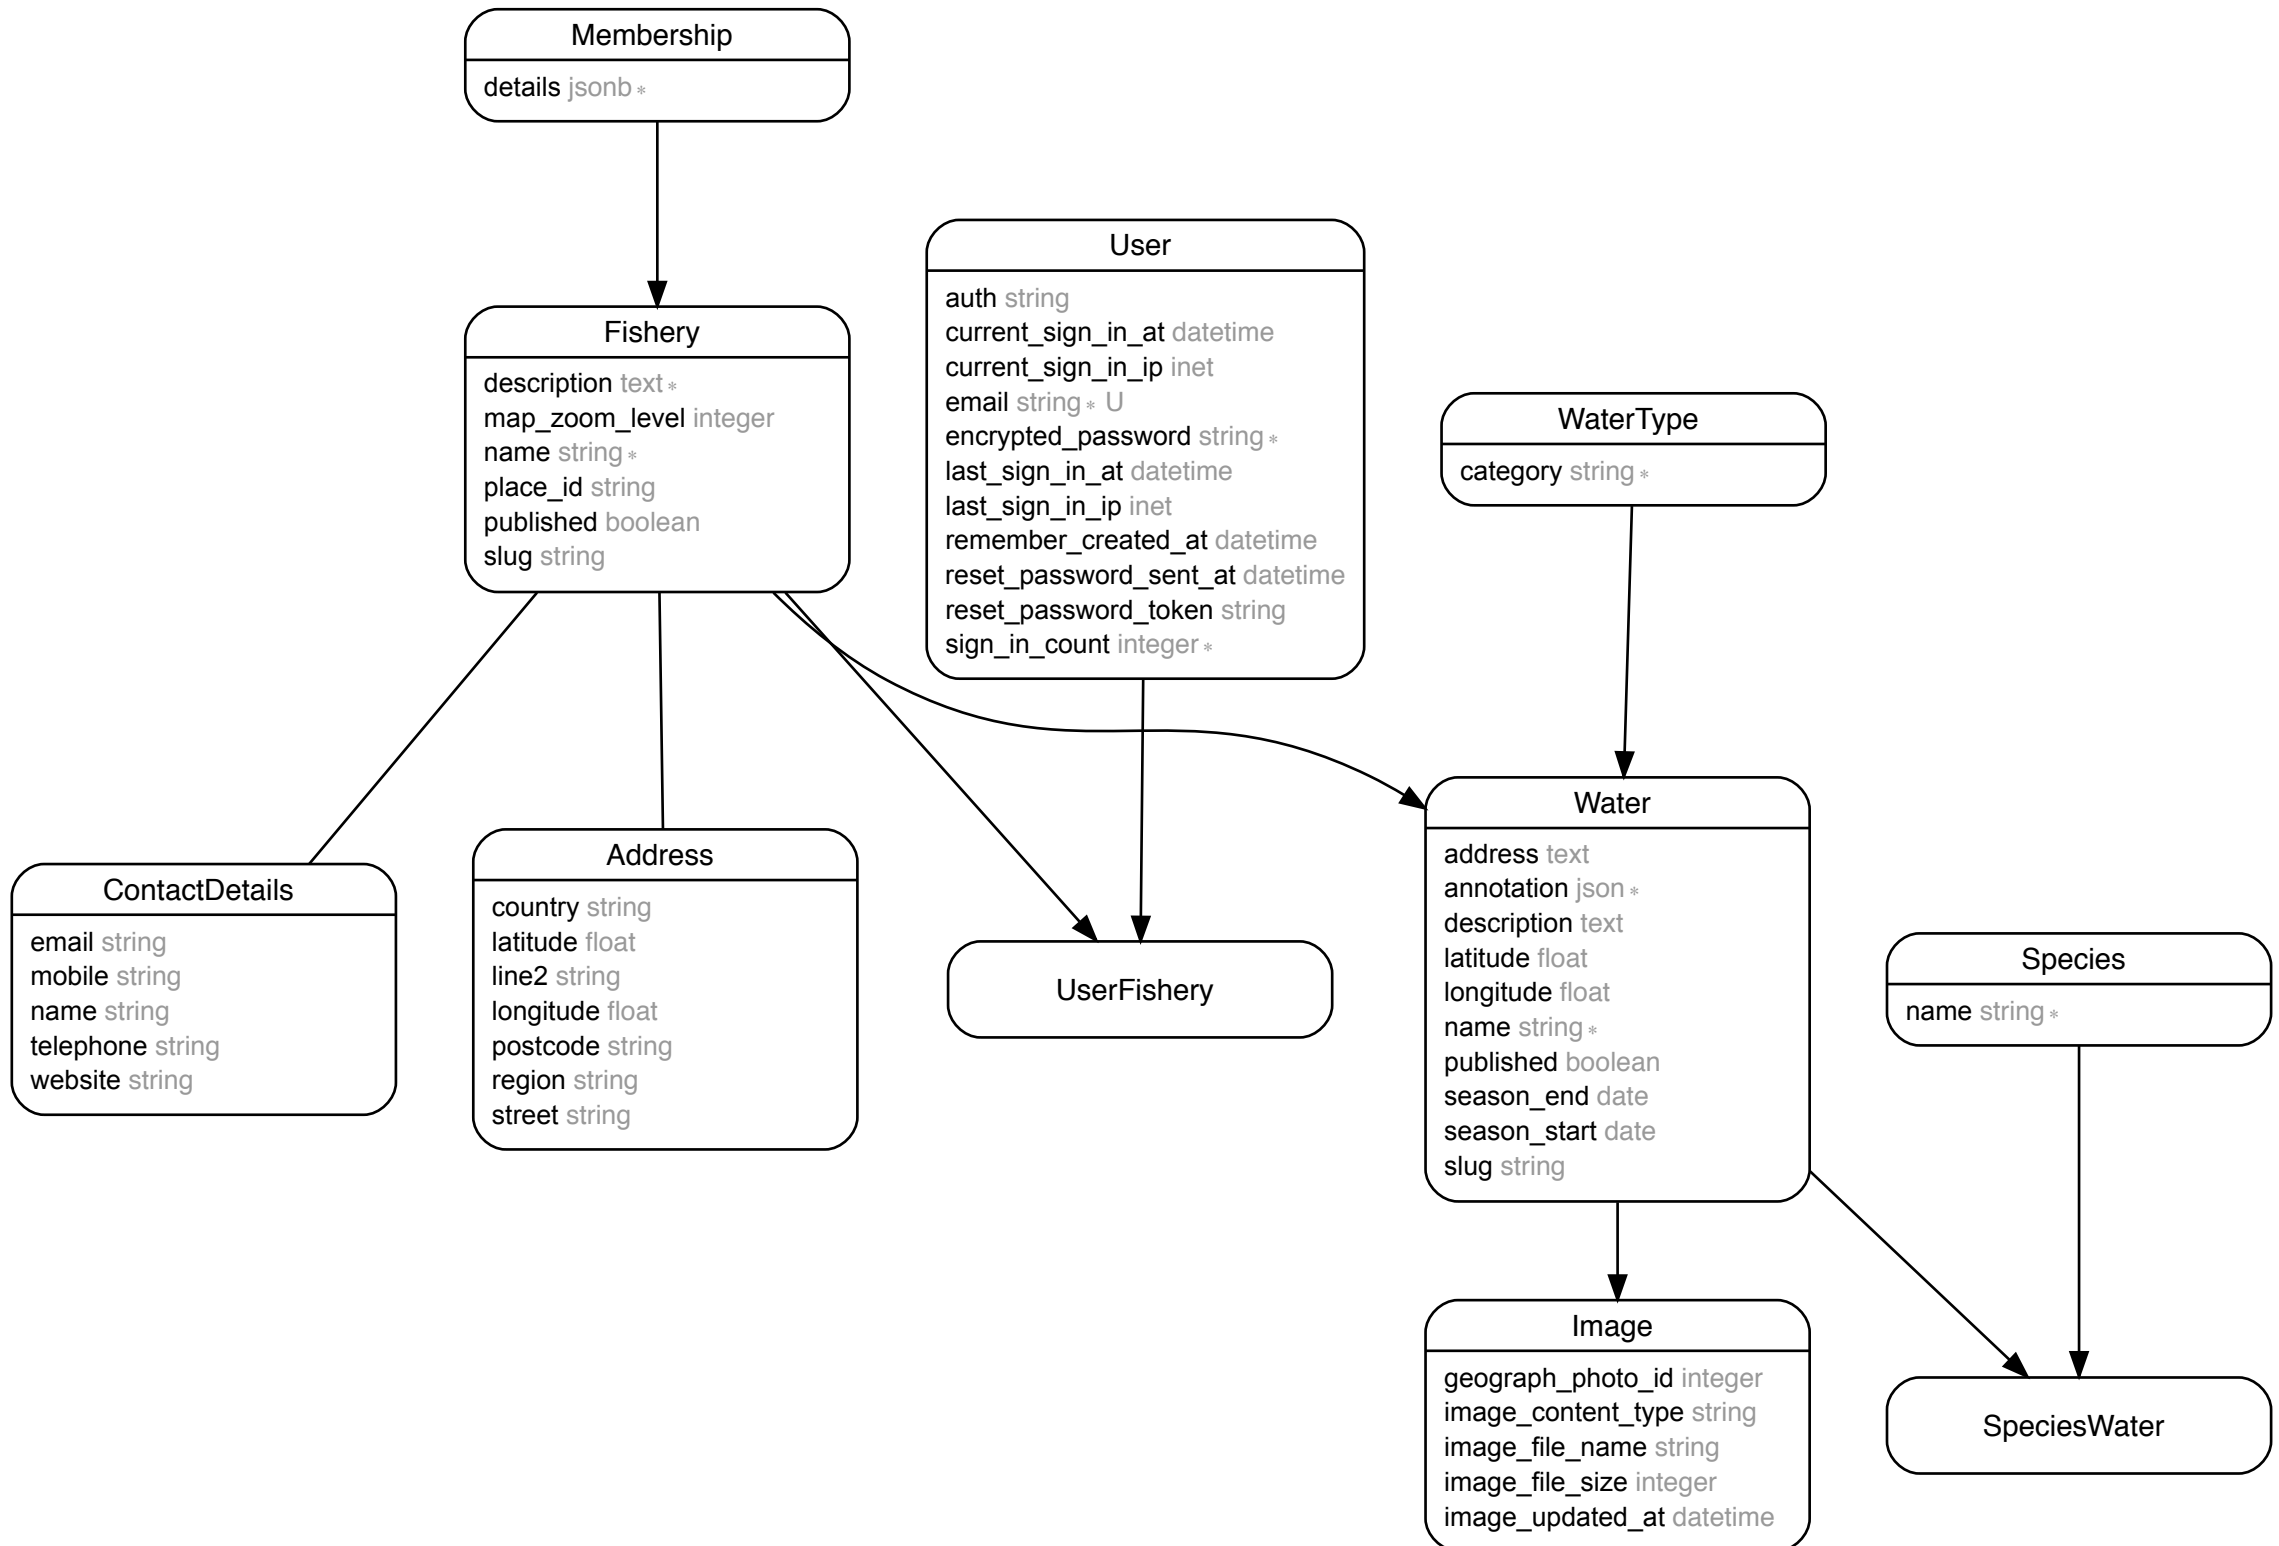 Membership
details jsonb *
Fishery
description text *
map_zoom_level integer
name string *
place_id string
published boolean
slug string
User
auth string
current_sign_in_at datetime
current_sign_in_ip inet
email string * U
encrypted_password string *
last_sign_in_at datetime
last_sign_in_ip inet
remember_created_at datetime
reset_password_sent_at datetime
reset_password_token string
sign_in_count integer *
WaterType
category string *
ContactDetails
email string
mobile string
name string
telephone string
website string
Address
country string
latitude float
line2 string
longitude float
postcode string
region string
street string
UserFishery
Water
address text
annotation json *
description text
latitude float
longitude float
name string *
published boolean
season_end date
season_start date
slug string
Species
name string *
Image
geograph_photo_id integer
image_content_type string
image_file_name string
image_file_size integer
image_updated_at datetime
SpeciesWater